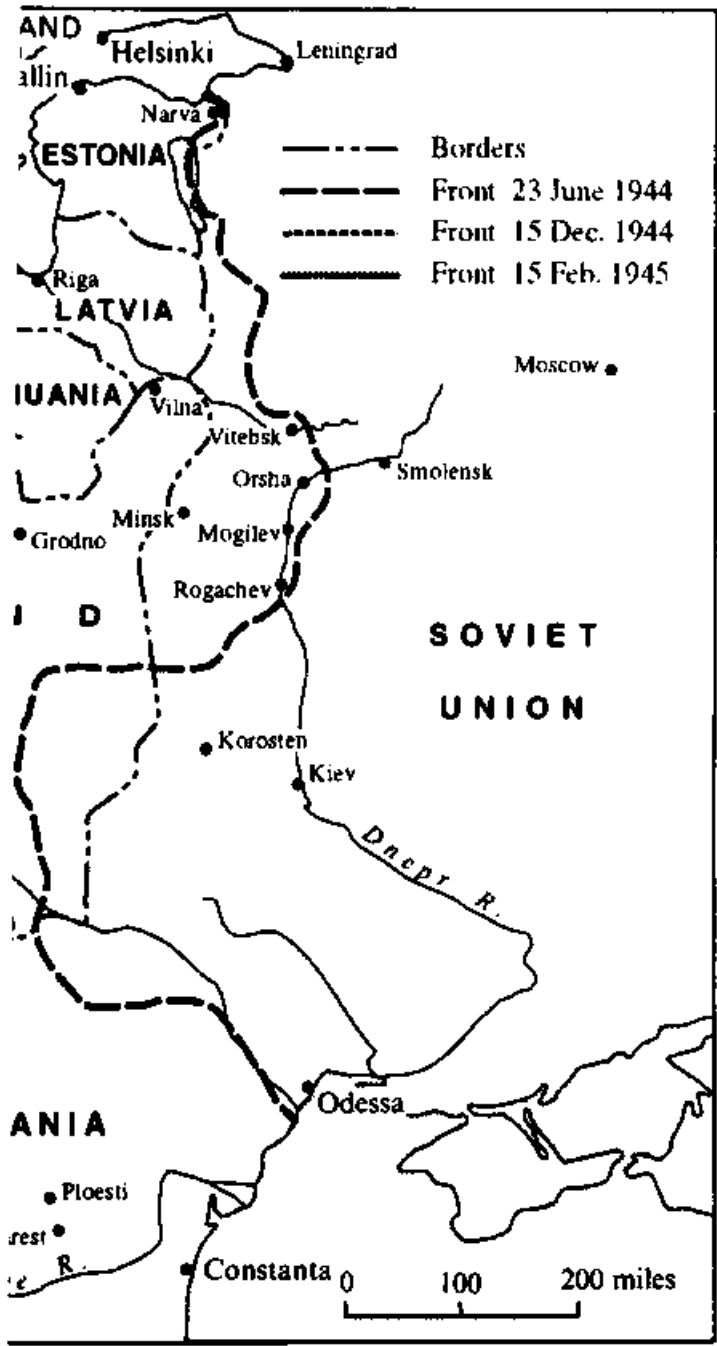 AND
Helsinki
Leningrad
allin
Narva
ESTONIA
Borders
Front 23 June 1944
Front 15 Dec. 1944
Front 15 Feb. 1945
Riga
LATVIA
Moscow
IUANIA
Vilna
Vitebsk
Smolensk
Orsha
Minsk
Mogilev
Grodno
Rogachev
D
SOVIET
UNION
Korosten
Kiev
Dnepr R.
Odessa
ANIA
Ploesti
arest
R.
Constanta
0 100 200 miles